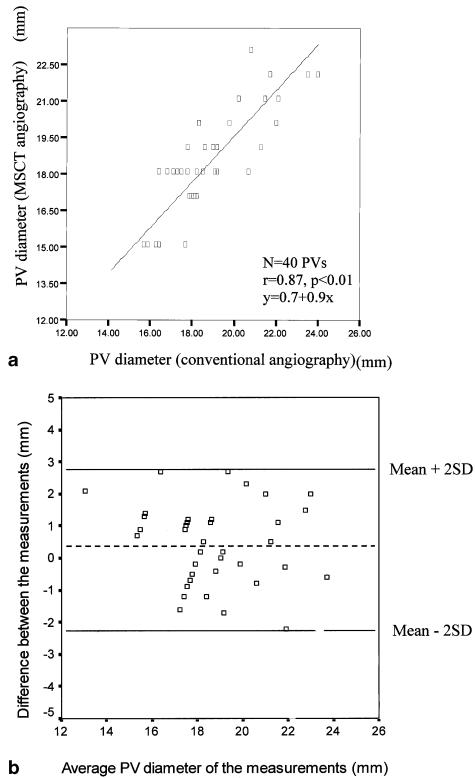 (mm)
22.50
21.00
19.50
18.00
16.50
15.00
13.50
12.00
PV diameter (MSCT angiography)
N=40 PVs
r=0.87, p<0.01
y=0.7+0.9x
12.00 14.00 16.00 18.00 20.00 22.00 24.00 26.00
a PV diameter (conventional angiography)(mm)
5
4
3
2
1
0
-1
-2
-3
-4
-5
Difference between the measurements (mm)
Mean + 2SD
Mean - 2SD
12 14 16 18 20 22 24 26
b Average PV diameter of the measurements (mm)